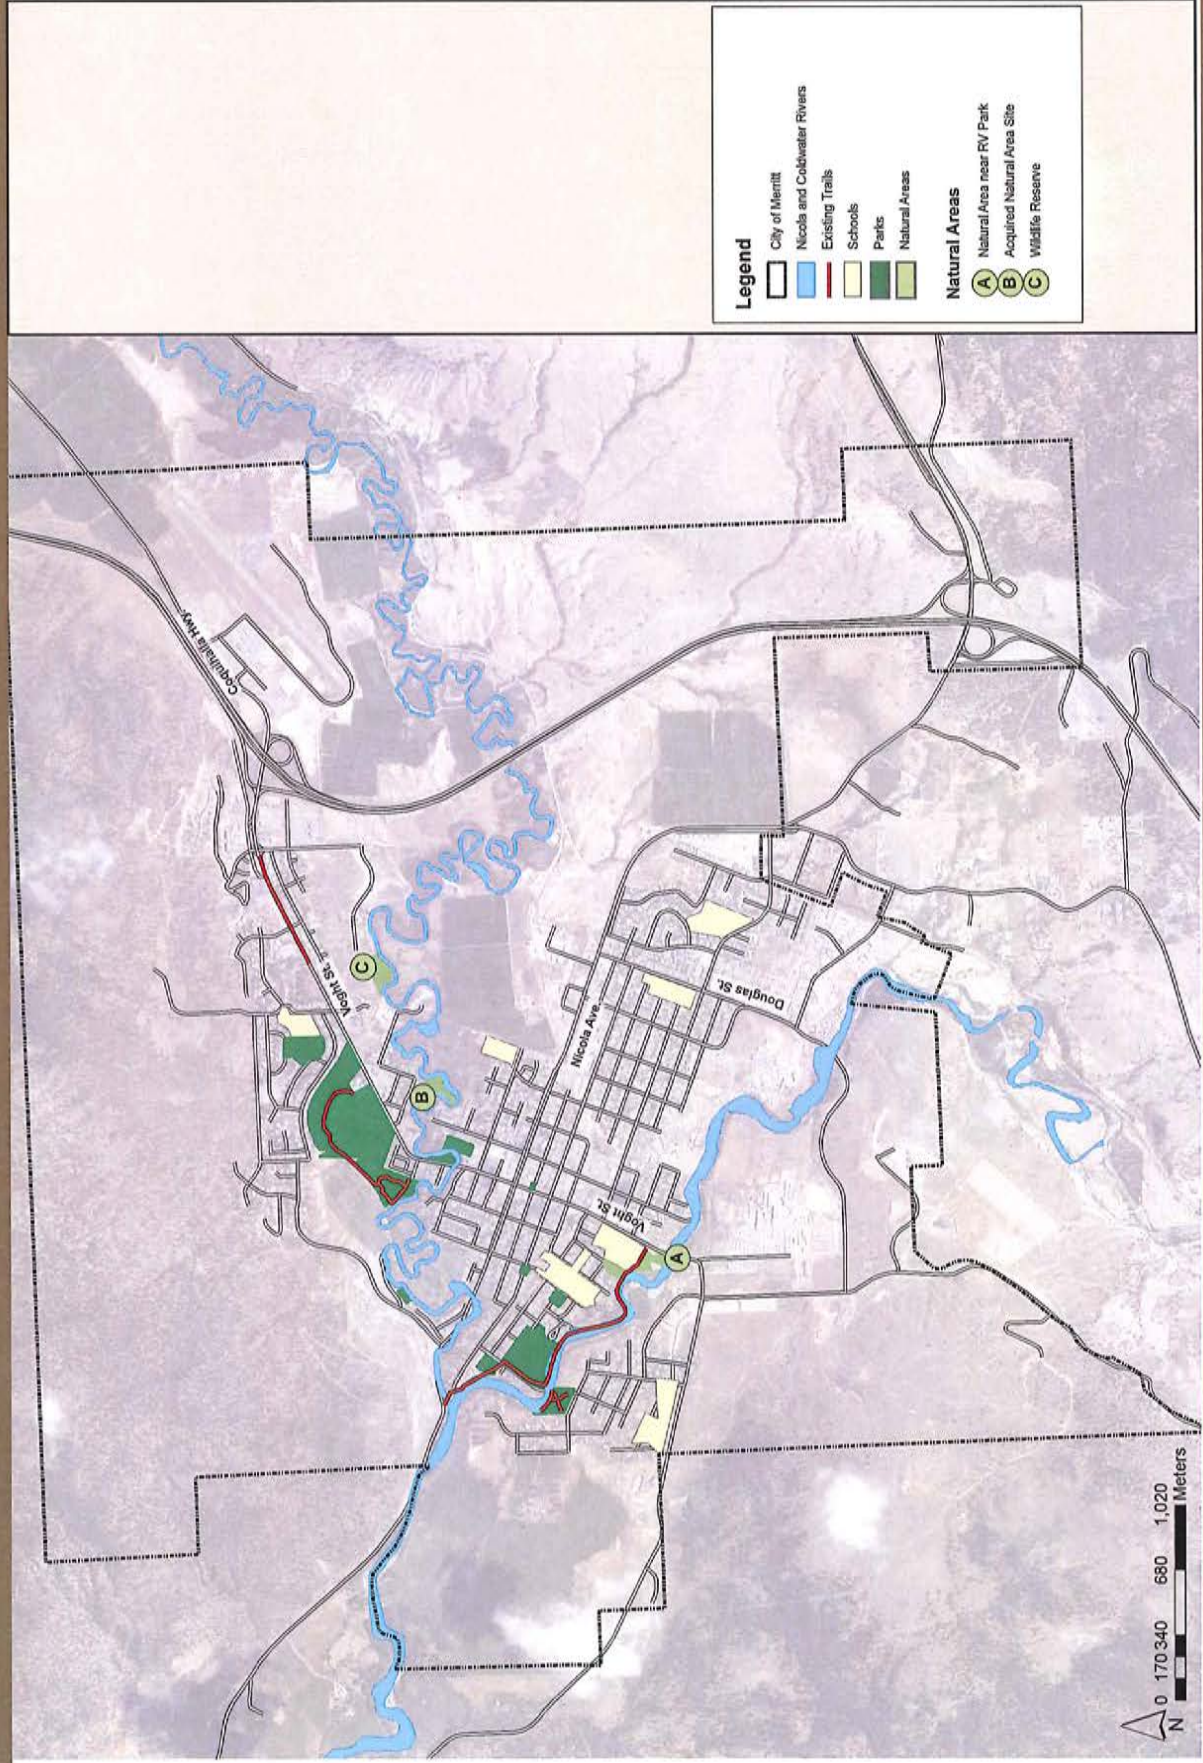 Coquihalla Hwy.
Voght St.
C
B
Nicola Ave.
Douglas St.
Voght St.
A
N
0 170 340 680 1,020
Meters
Legend
City of Merritt
Nicola and Coldwater Rivers
Existing Trails
Schools
Parks
Natural Areas
Natural Areas
A Natural Area near RV Park
B Acquired Natural Area Site
C Wildlife Reserve